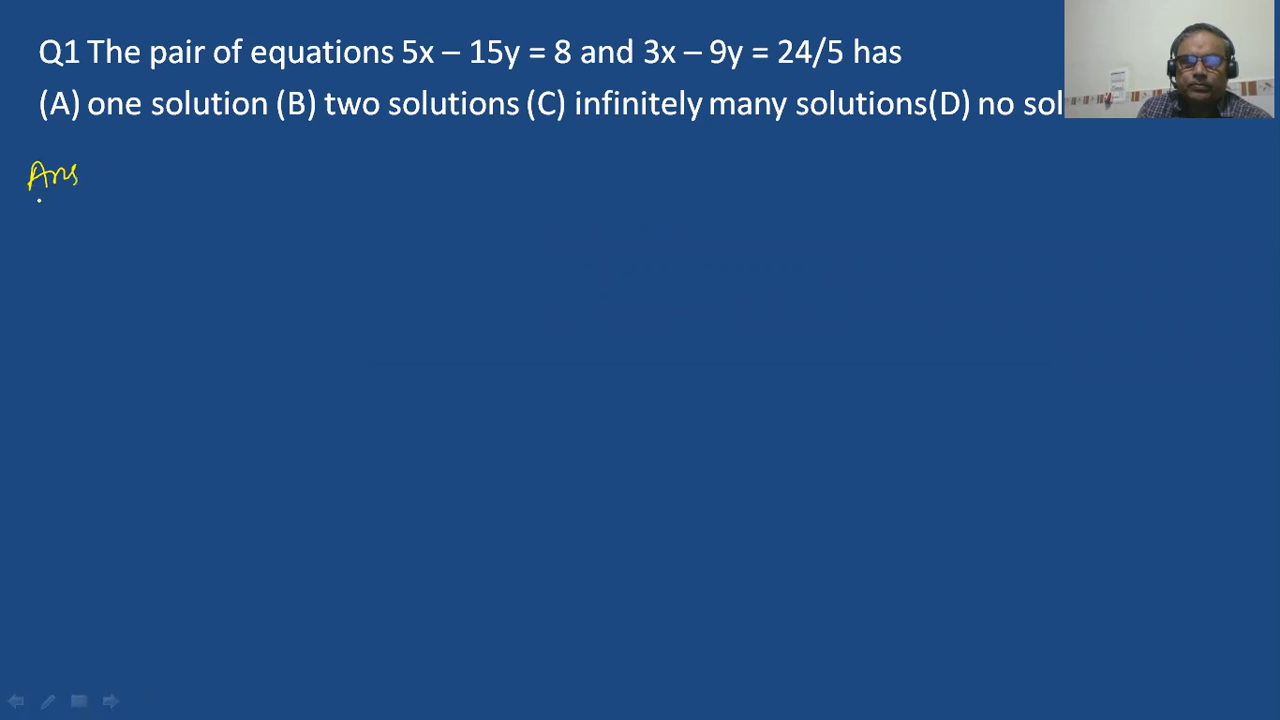 Q1 The pair of equations 5x – 15y = 8 and 3x – 9y = 24/5 has
(A) one solution (B) two solutions (C) infinitely many solutions(D) no sol
Ans